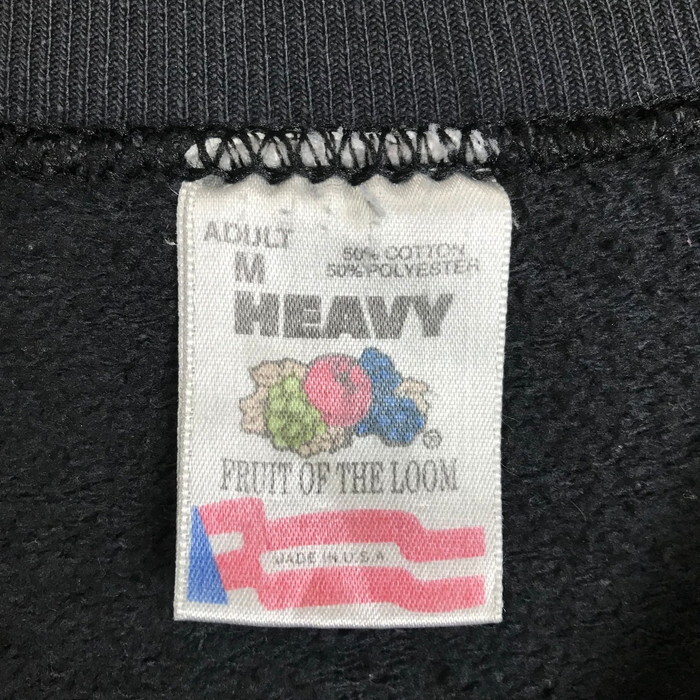 ADULT
M
50% COTTON
50% POLYESTER
HEAVY
®
FRUIT OF THE LOOM
MADE IN U.S.A.